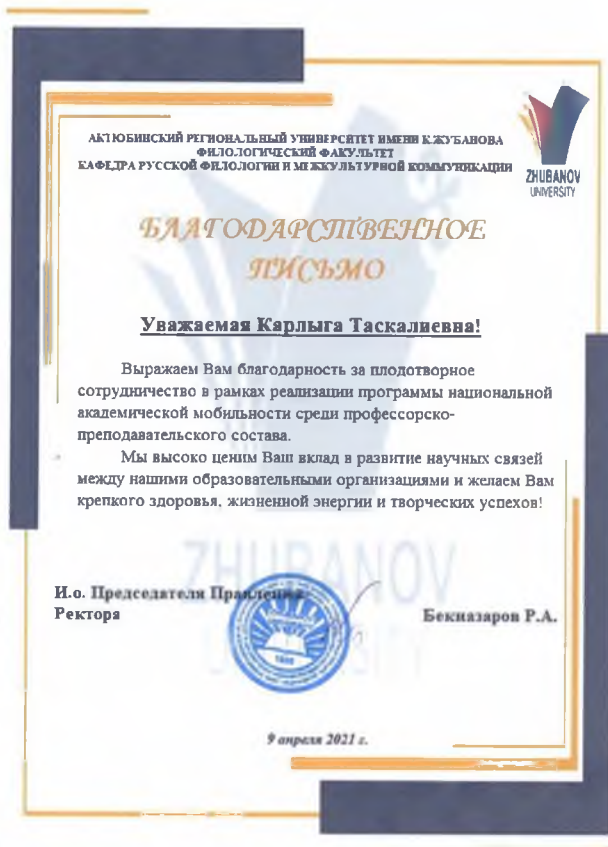 АКТЮБИНСКИЙ РЕГИОНАЛЬНЫЙ УНИВЕРСИТЕТ ИМЕНИ К.ЖУБАНОВА
ФИЛОЛОГИЧЕСКИЙ ФАКУЛЬТЕТ
КАФЕДРА РУССКОЙ ФИЛОЛОГИИ И МЕЖКУЛЬТУРНОЙ КОММУНИКАЦИИ
ZHUBANOV
UNIVERSITY
БЛАГОДАРСТВЕННОЕ
ПИСЬМО
Уважаемая Карлыга Таскалиевна!
Выражаем Вам благодарность за плодотворное
сотрудничество в рамках реализации программы национальной
академической мобильности среди профессорско-
преподавательского состава.
Мы высоко ценим Ваш вклад в развитие научных связей
между нашими образовательными организациями и желаем Вам
крепкого здоровья, жизненной энергии и творческих успехов!
ZHUBANOV
И.о. Председателя Правления-
Ректора
Бекназаров Р.А.
9 апреля 2021 г.